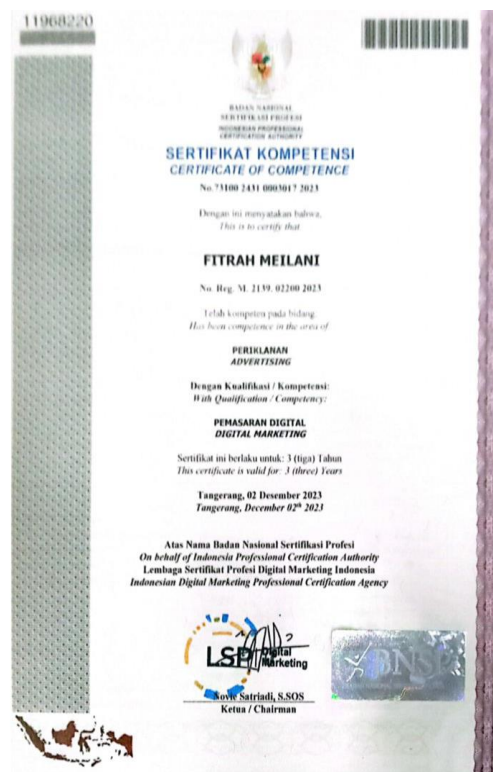 11968220
BADAN NASIONAL
SERTIFIKASI PROFESI
INDONESIAN PROFESSIONAL
CERTIFICATION AUTHORITY
SERTIFIKAT KOMPETENSI
CERTIFICATE OF COMPETENCE
No. 73100 2431 0003017 2023
Dengan ini menyatakan bahwa,
This is to certify that
FITRAH MEILANI
No. Reg. M. 2139. 02200 2023
Telah kompeten pada bidang:
Has been competence in the area of
PERIKLANAN
ADVERTISING
Dengan Kualifikasi / Kompetensi:
With Qualification / Competency:
PEMASARAN DIGITAL
DIGITAL MARKETING
Sertifikat ini berlaku untuk: 3 (tiga) Tahun
This certificate is valid for: 3 (three) Years
Tangerang, 02 Desember 2023
Tangerang, December 02th 2023
Atas Nama Badan Nasional Sertifikasi Profesi
On behalf of Indonesia Professional Certification Authority
Lembaga Sertifikat Profesi Digital Marketing Indonesia
Indonesian Digital Marketing Professional Certification Agency
LSP Digital
Marketing
BNSP
Novie Satriadi, S.SOS
Ketua / Chairman